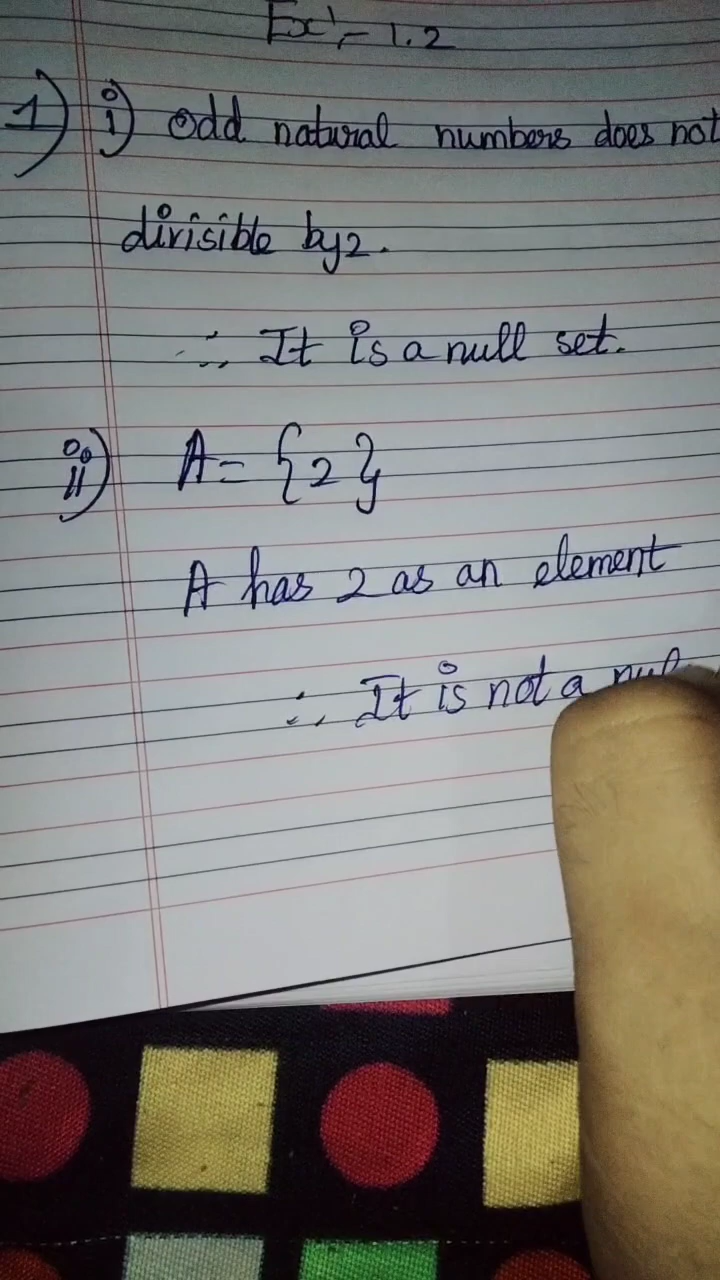 Ex:- 1.2
1) i) Odd natural numbers does not
divisible by 2.
∴ It is a null set.
ii) A = {2}
A has 2 as an element
∴ It is not a